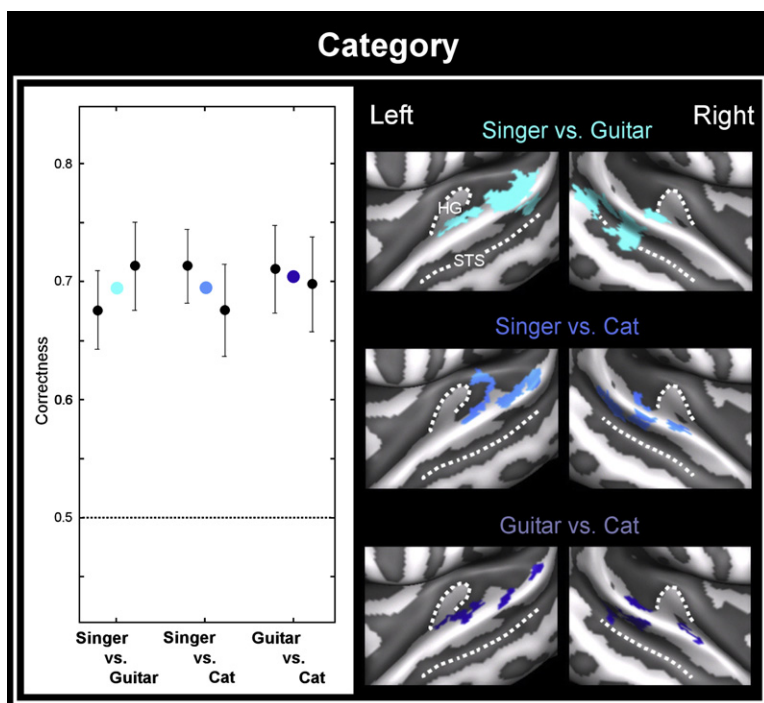 Category
Left
Singer vs. Guitar
Right
HG
STS
Singer vs. Cat
Guitar vs. Cat
Correctness
0.8
0.7
0.6
0.5
Singer
vs.
Guitar
Singer
vs.
Cat
Guitar
vs.
Cat